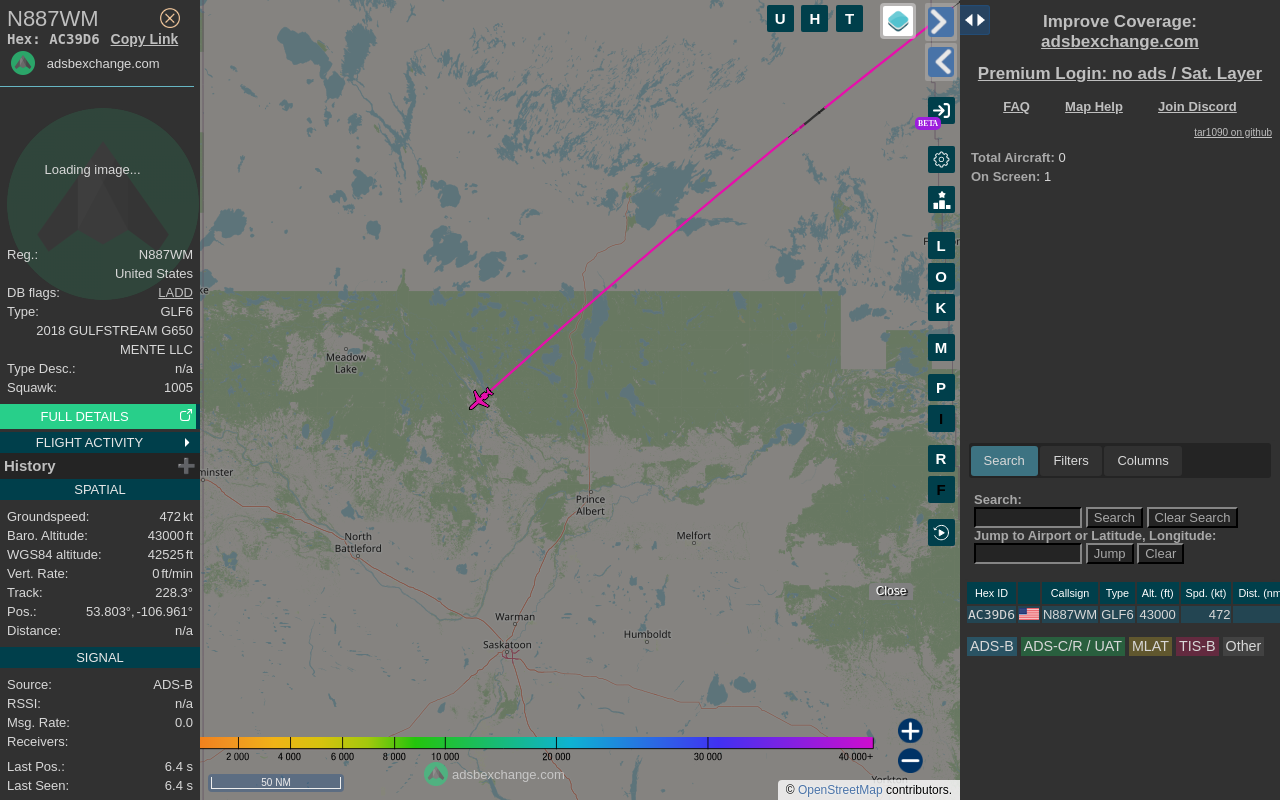 N887WM
Hex: AC39D6 Copy Link
adsbexchange.com
Loading image...
Reg.: N887WM
United States
DB flags: LADD
Type: GLF6
2018 GULFSTREAM G650
MENTE LLC
Type Desc.: n/a
Squawk: 1005
FULL DETAILS
FLIGHT ACTIVITY
History
SPATIAL
Groundspeed: 472 kt
Baro. Altitude: 43000 ft
WGS84 altitude: 42525 ft
Vert. Rate: 0 ft/min
Track: 228.3°
Pos.: 53.803°, -106.961°
Distance: n/a
SIGNAL
Source: ADS-B
RSSI: n/a
Msg. Rate: 0.0
Receivers:
Last Pos.: 6.4 s
Last Seen: 6.4 s
U H T
BETA
L
O
K
M
P
I
R
F
Meadow
Lake
minster
Prince
Albert
North
Battleford
Melfort
Close
Warman
Saskatoon
Humboldt
Yorkton
2 000 4 000 6 000 8 000 10 000 20 000 30 000 40 000+
50 NM
adsbexchange.com
© OpenStreetMap contributors.
Improve Coverage:
adsbexchange.com
Premium Login: no ads / Sat. Layer
FAQ Map Help Join Discord
tar1090 on github
Total Aircraft: 0
On Screen: 1
Search Filters Columns
Search:
Search Clear Search
Jump to Airport or Latitude, Longitude:
Jump Clear
Hex ID Callsign Type Alt. (ft) Spd. (kt) Dist. (nm
AC39D6 N887WM GLF6 43000 472
ADS-B ADS-C/R / UAT MLAT TIS-B Other